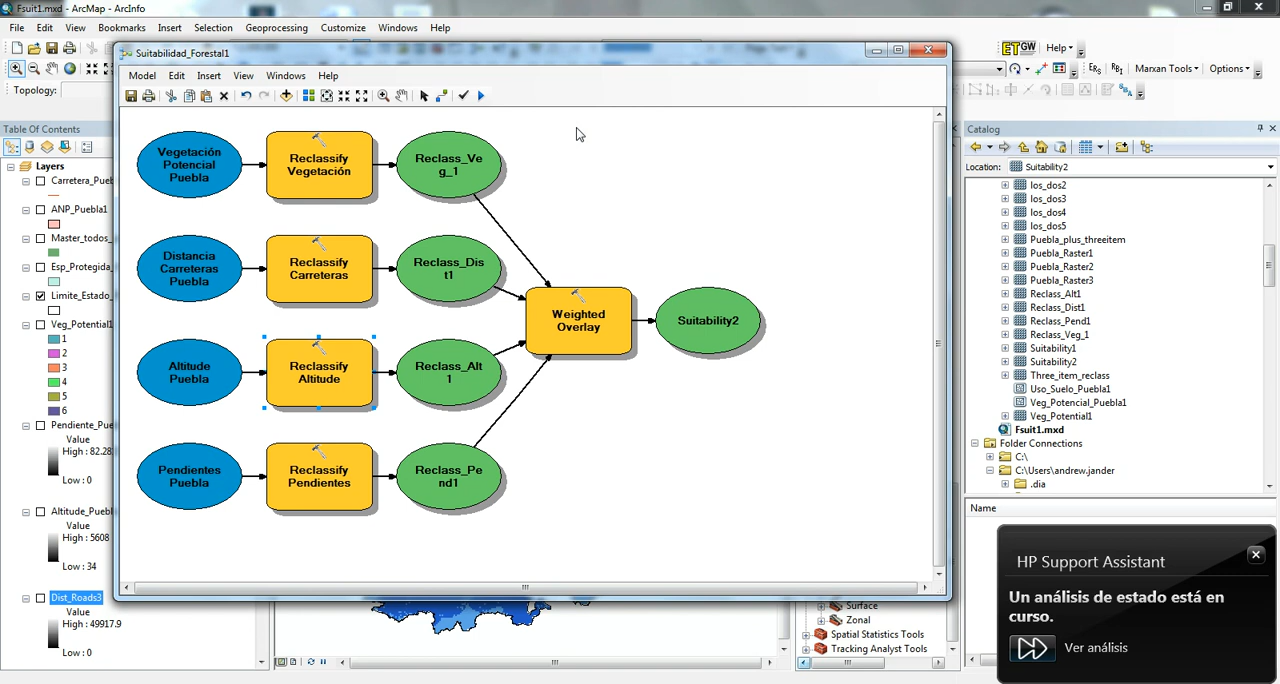 Fsuit1.mxd - ArcMap - ArcInfo
File Edit View Bookmarks Insert Selection Geoprocessing Customize Windows Help
Topology:
ET GW Help
Marxan Tools Options
Table Of Contents
Layers
Carretera_Pueb
ANP_Puebla1
Master_todos_
Esp_Protegida_
Limite_Estado_
Veg_Potential1
1
2
3
4
5
6
Pendiente_Pue
Value
High : 82.28
Low : 0
Altitude_Puebl
Value
High : 5608
Low : 34
Dist_Roads3
Value
High : 49917.9
Low : 0
Suitabilidad_Forestal1
Model Edit Insert View Windows Help
Vegetación
Potencial
Puebla
Reclassify
Vegetación
Reclass_Ve
g_1
Distancia
Carreteras
Puebla
Reclassify
Carreteras
Reclass_Dis
t1
Weighted
Overlay
Suitability2
Altitude
Puebla
Reclassify
Altitude
Reclass_Alt
1
Pendientes
Puebla
Reclassify
Pendientes
Reclass_Pe
nd1
Surface
Zonal
Spatial Statistics Tools
Tracking Analyst Tools
Catalog
Location: Suitability2
los_dos2
los_dos3
los_dos4
los_dos5
Puebla_plus_threeitem
Puebla_Raster1
Puebla_Raster2
Puebla_Raster3
Reclass_Alt1
Reclass_Dist1
Reclass_Pend1
Reclass_Veg_1
Suitability1
Suitability2
Three_item_reclass
Uso_Suelo_Puebla1
Veg_Potencial_Puebla1
Veg_Potential1
Fsuit1.mxd
Folder Connections
C:\
C:\Users\andrew.jander
.dia
Name
HP Support Assistant
Un análisis de estado está en
curso.
Ver análisis